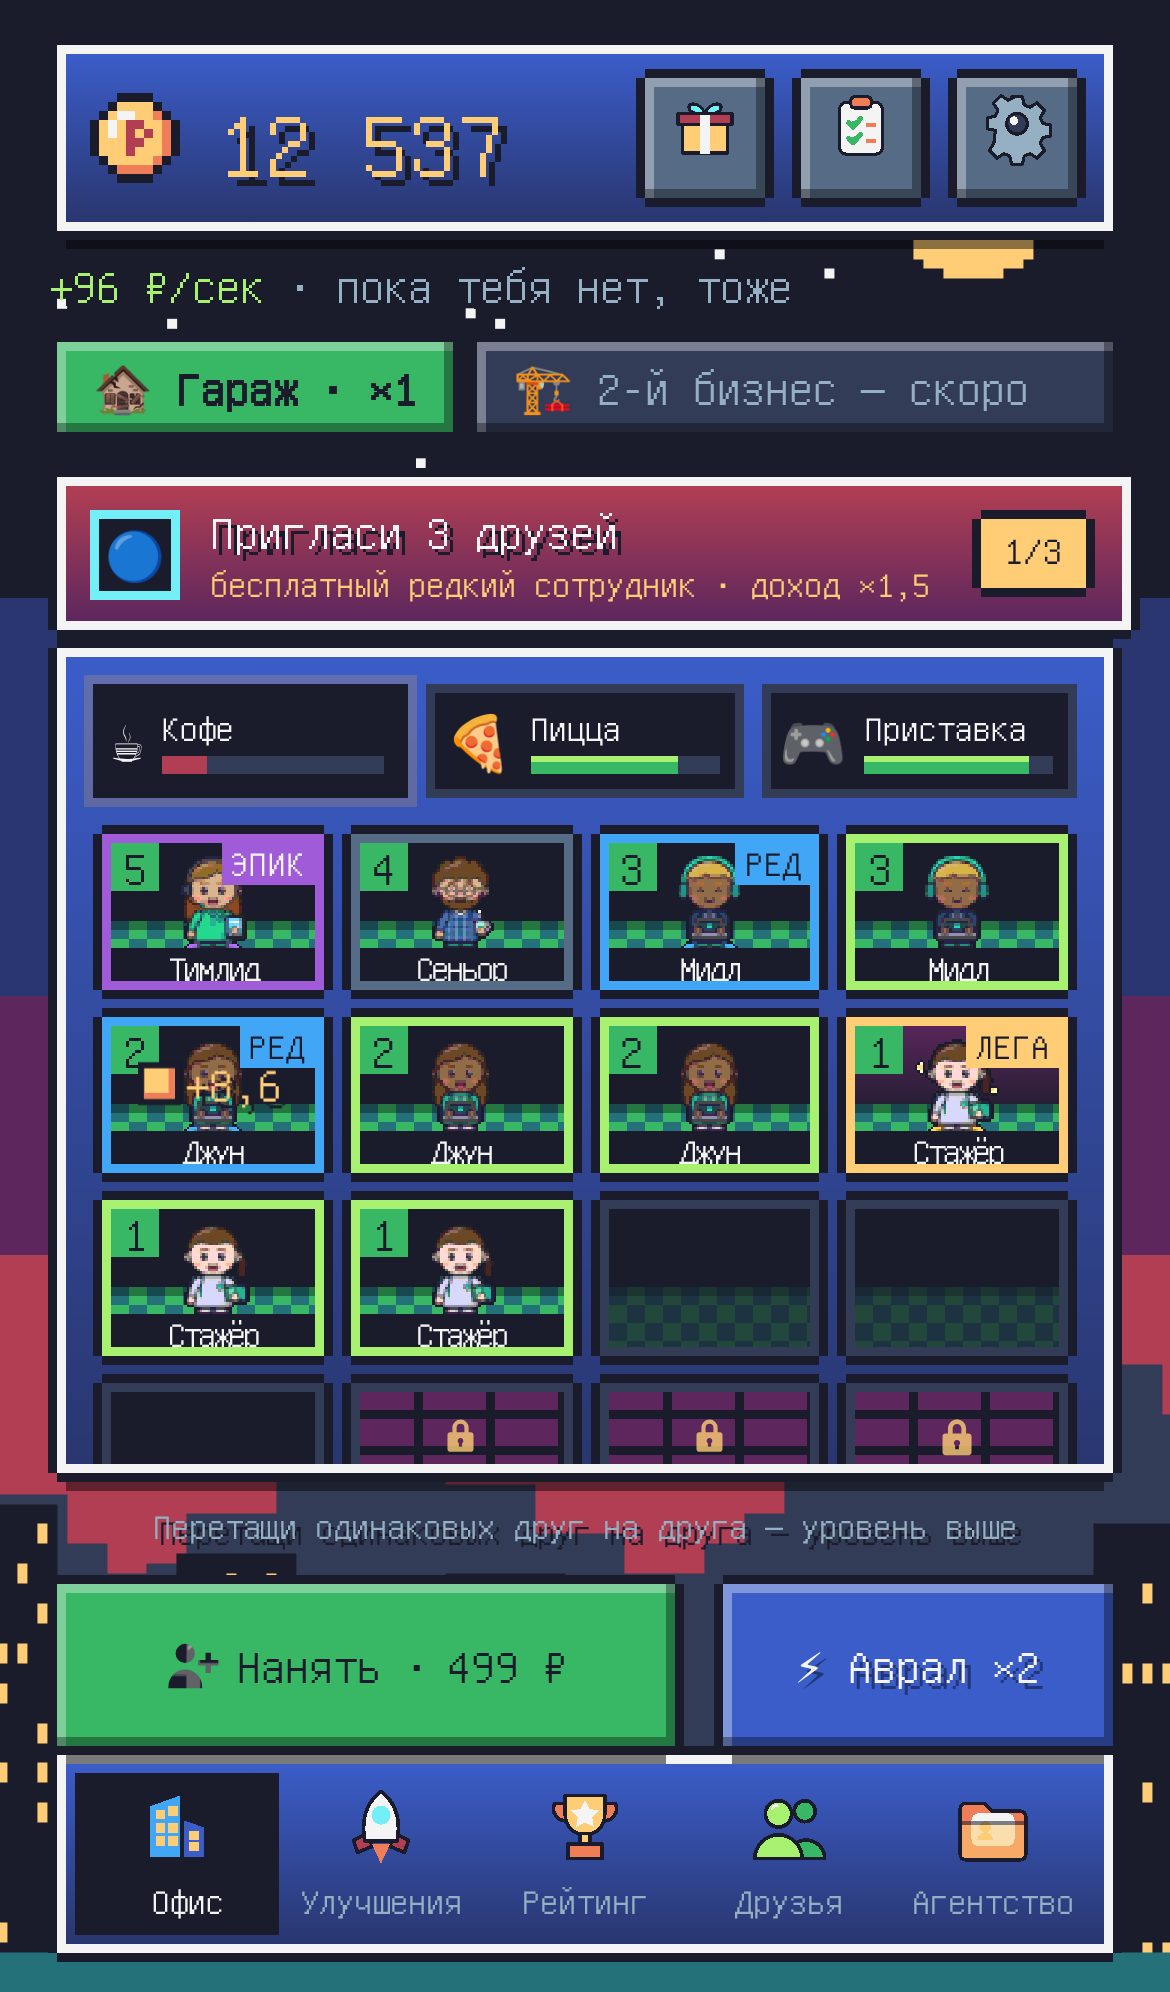 12 537
+96 ₽/сек · пока тебя нет, тоже
Гараж · ×1
2-й бизнес — скоро
Пригласи 3 друзей
бесплатный редкий сотрудник · доход ×1,5
1/3
Кофе
Пицца
Приставка
5 ЭПИК
Тимлид
4
Сеньор
3 РЕД
Мидл
3
Мидл
2 РЕД
+8,6
Джун
2
Джун
2
Джун
1 ЛЕГА
Стажёр
1
Стажёр
1
Стажёр
Перетащи одинаковых друг на друга — уровень выше
Нанять · 499 ₽
Аврал ×2
Офис
Улучшения
Рейтинг
Друзья
Агентство